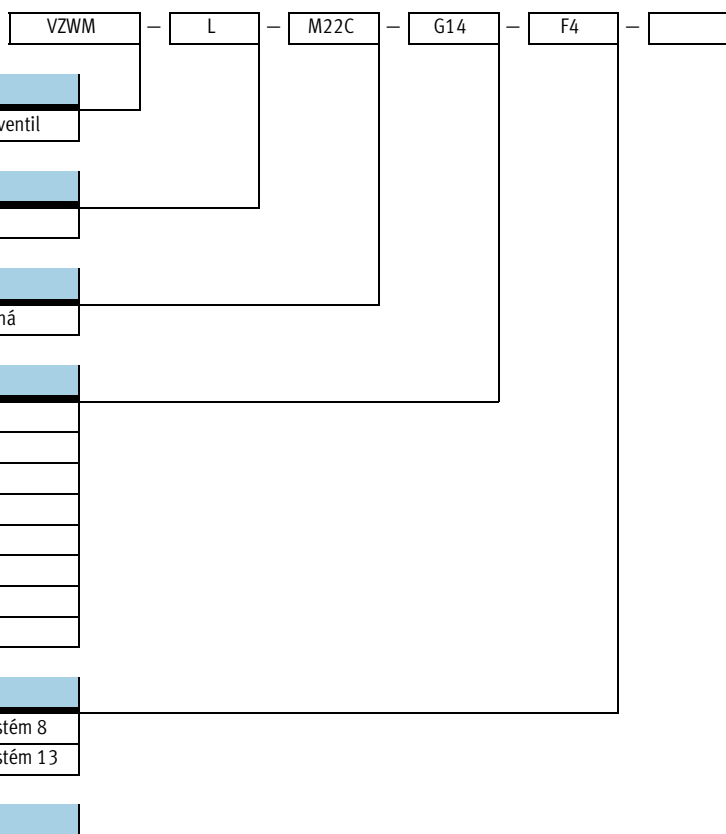 VZWM – L – M22C – G14 – F4 –
ventil
ná
stém 8
stém 13